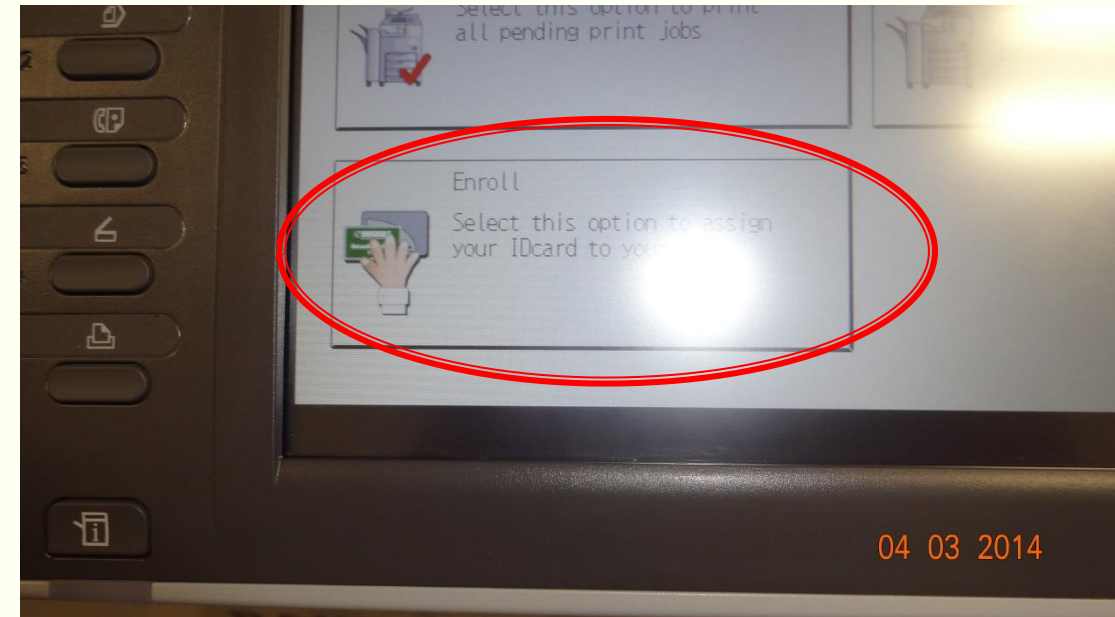 Select this option to print
all pending print jobs
Enroll
Select this option to assign
your IDcard to
04 03 2014